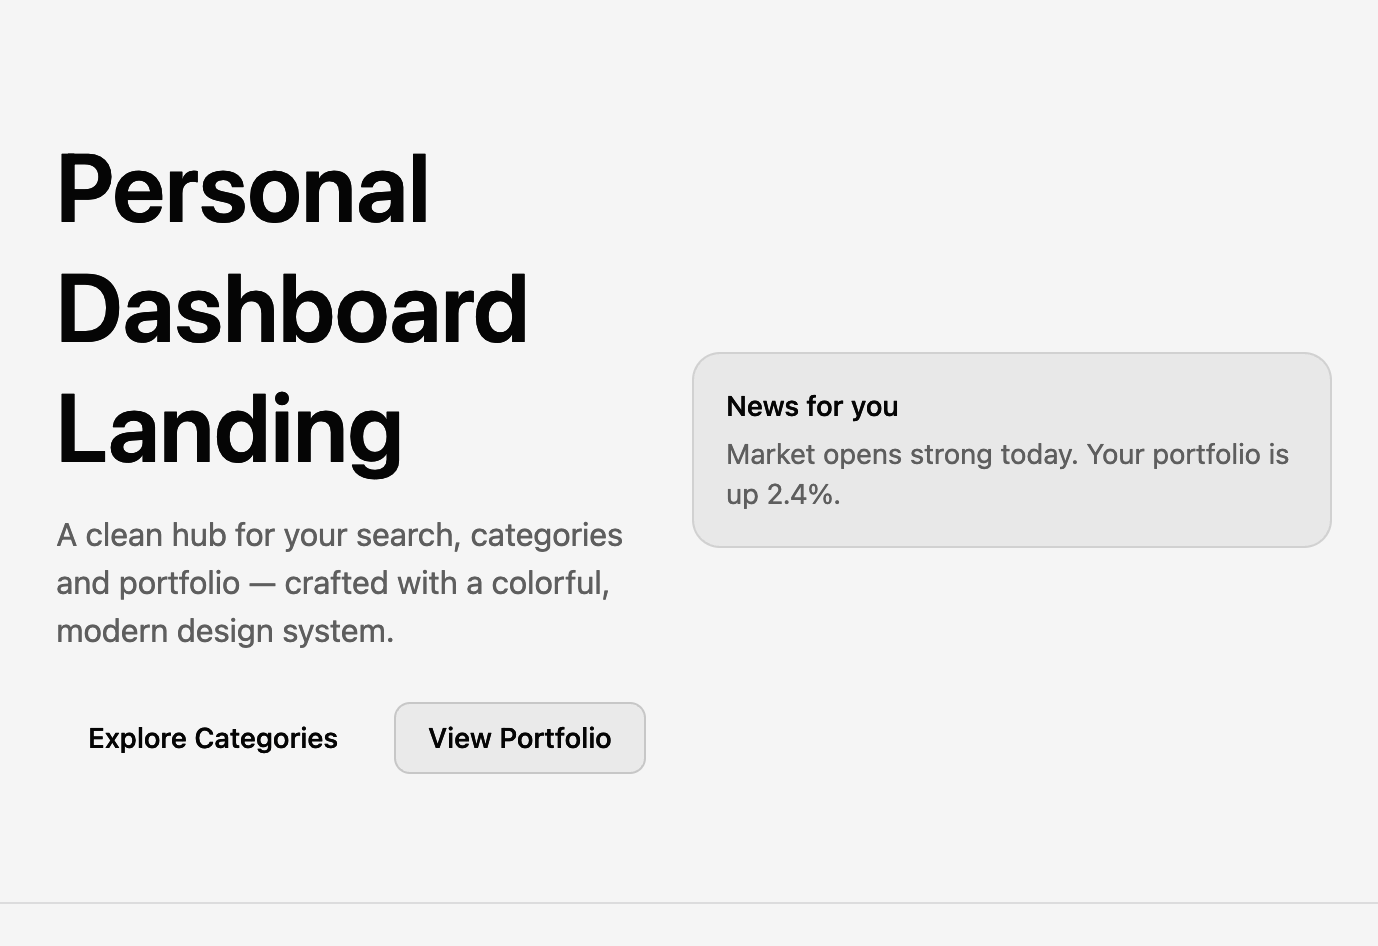 Personal
Dashboard
Landing
A clean hub for your search, categories
and portfolio — crafted with a colorful,
modern design system.
Explore Categories
View Portfolio
News for you
Market opens strong today. Your portfolio is
up 2.4%.